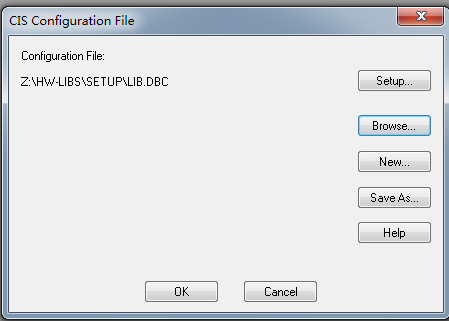 CIS Configuration File
Configuration File:
Z:\HW-LIBS\SETUP\LIB.DBC
Setup...
Browse...
New...
Save As...
Help
OK
Cancel